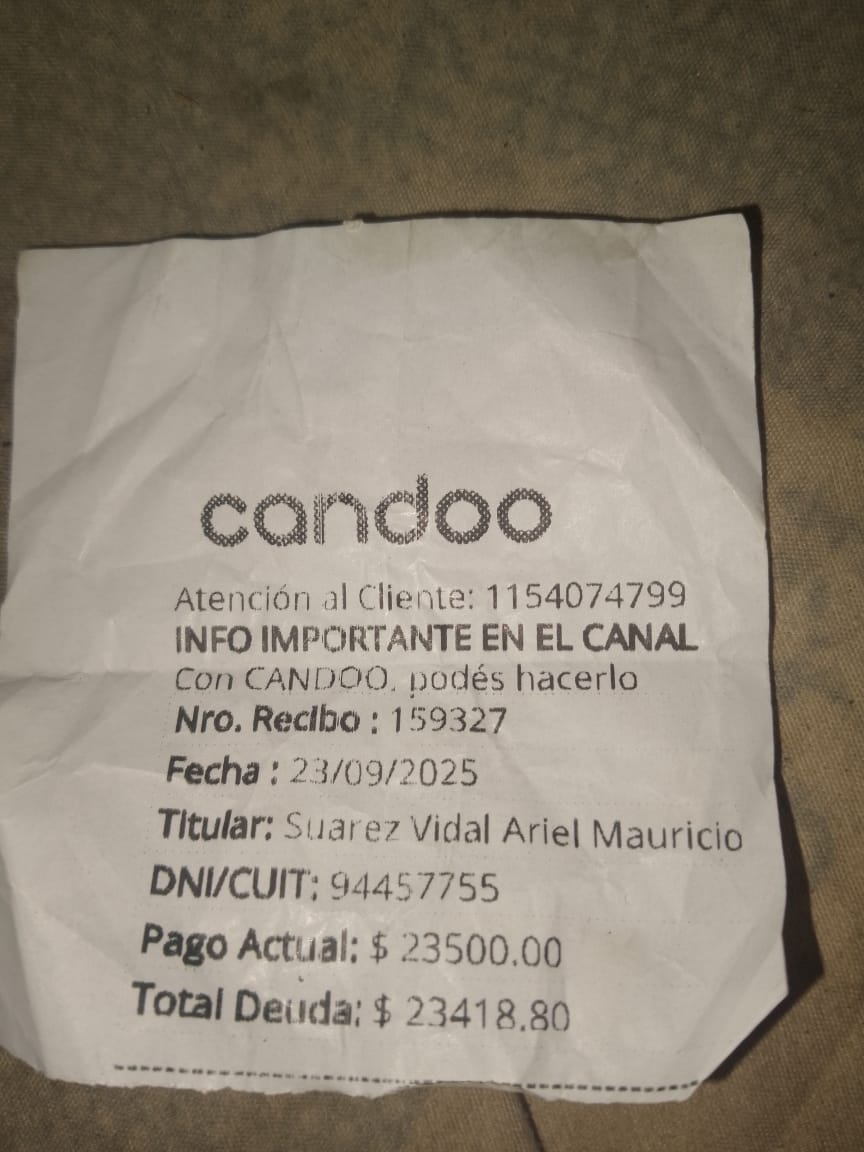 candoo
Atención al Cliente: 1154074799
INFO IMPORTANTE EN EL CANAL
Con CANDOO, podés hacerlo
Nro. Recibo : 159327
Fecha : 23/09/2025
Titular: Suarez Vidal Ariel Mauricio
DNI/CUIT: 94457755
Pago Actual: $ 23500.00
Total Deuda: $ 23418.80